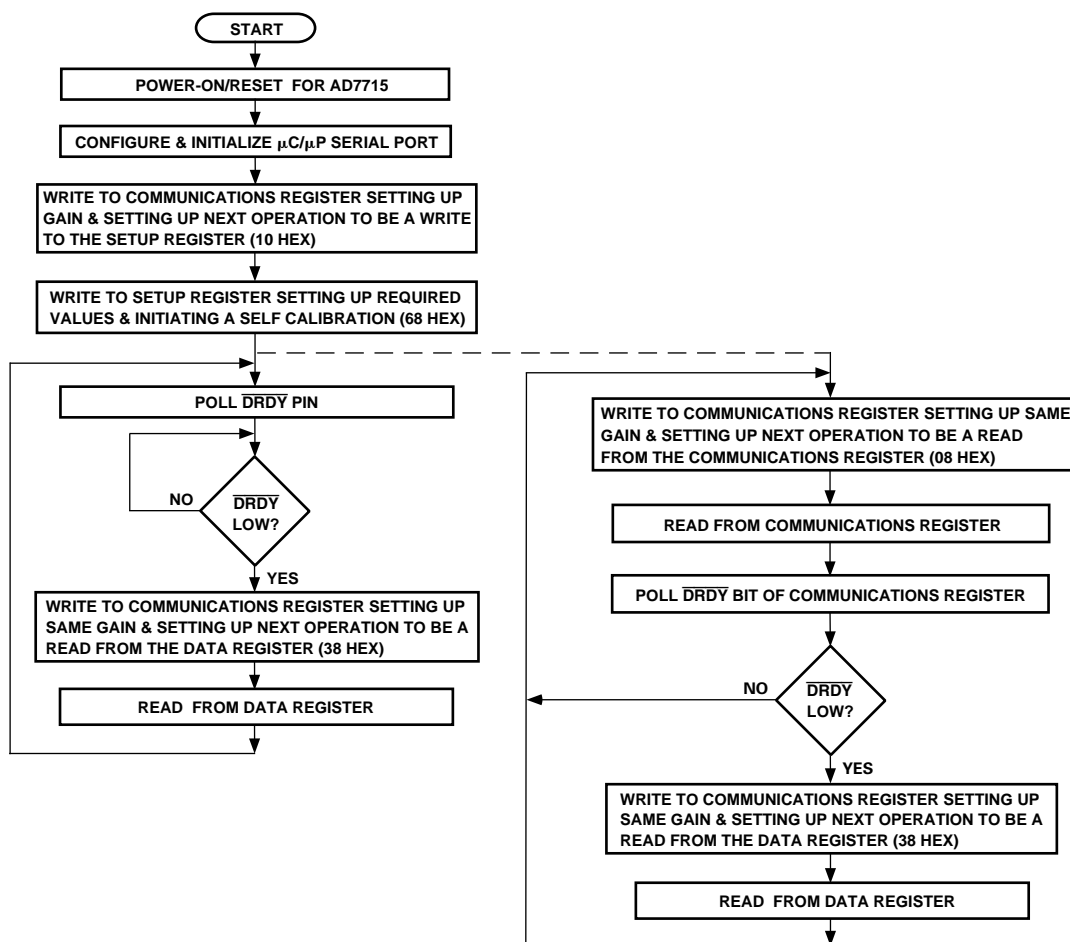 START
POWER-ON/RESET FOR AD7715
CONFIGURE & INITIALIZE μC/μP SERIAL PORT
WRITE TO COMMUNICATIONS REGISTER SETTING UP
GAIN & SETTING UP NEXT OPERATION TO BE A WRITE
TO THE SETUP REGISTER (10 HEX)
WRITE TO SETUP REGISTER SETTING UP REQUIRED
VALUES & INITIATING A SELF CALIBRATION (68 HEX)
POLL D̅R̅D̅Y̅ PIN
NO
D̅R̅D̅Y̅
LOW?
YES
WRITE TO COMMUNICATIONS REGISTER SETTING UP
SAME GAIN & SETTING UP NEXT OPERATION TO BE A
READ FROM THE DATA REGISTER (38 HEX)
READ FROM DATA REGISTER
WRITE TO COMMUNICATIONS REGISTER SETTING UP SAME
GAIN & SETTING UP NEXT OPERATION TO BE A READ
FROM THE COMMUNICATIONS REGISTER (08 HEX)
READ FROM COMMUNICATIONS REGISTER
POLL D̅R̅D̅Y̅ BIT OF COMMUNICATIONS REGISTER
NO
D̅R̅D̅Y̅
LOW?
YES
WRITE TO COMMUNICATIONS REGISTER SETTING UP
SAME GAIN & SETTING UP NEXT OPERATION TO BE A
READ FROM THE DATA REGISTER (38 HEX)
READ FROM DATA REGISTER